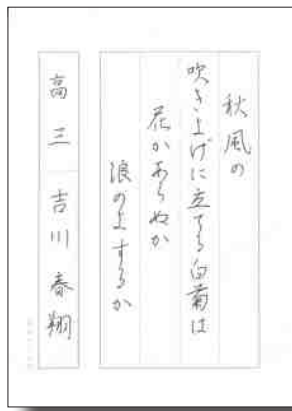 秋風の
吹き上げに立てる白菊は
花かあらぬか
浪のよするか
高三 吉川春翔